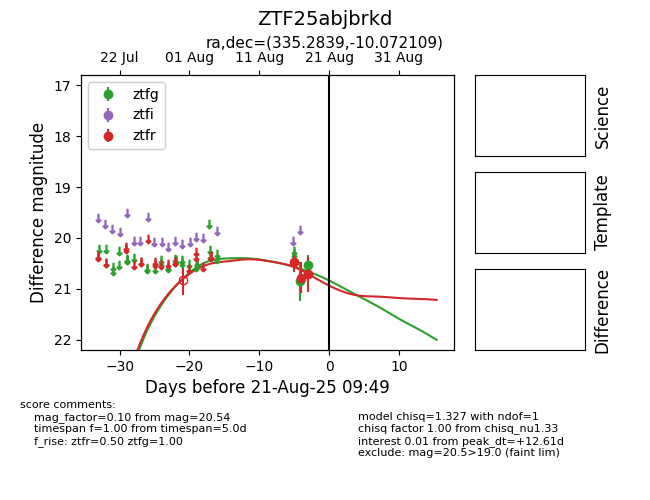 ZTF25abjbrkd
ra,dec=(335.2839,-10.072109)
22 Jul 01 Aug 11 Aug 21 Aug 31 Aug
17
18
19
20
21
22
Difference magnitude
ztfg
ztfi
ztfr
−30 −20 −10 0 10
Days before 21-Aug-25 09:49
Science
Template
Difference
score comments:
mag_factor=0.10 from mag=20.54
timespan f=1.00 from timespan=5.0d
f_rise: ztfr=0.50 ztfg=1.00
model chisq=1.327 with ndof=1
chisq factor 1.00 from chisq_nu1.33
interest 0.01 from peak_dt=+12.61d
exclude: mag=20.5>19.0 (faint lim)